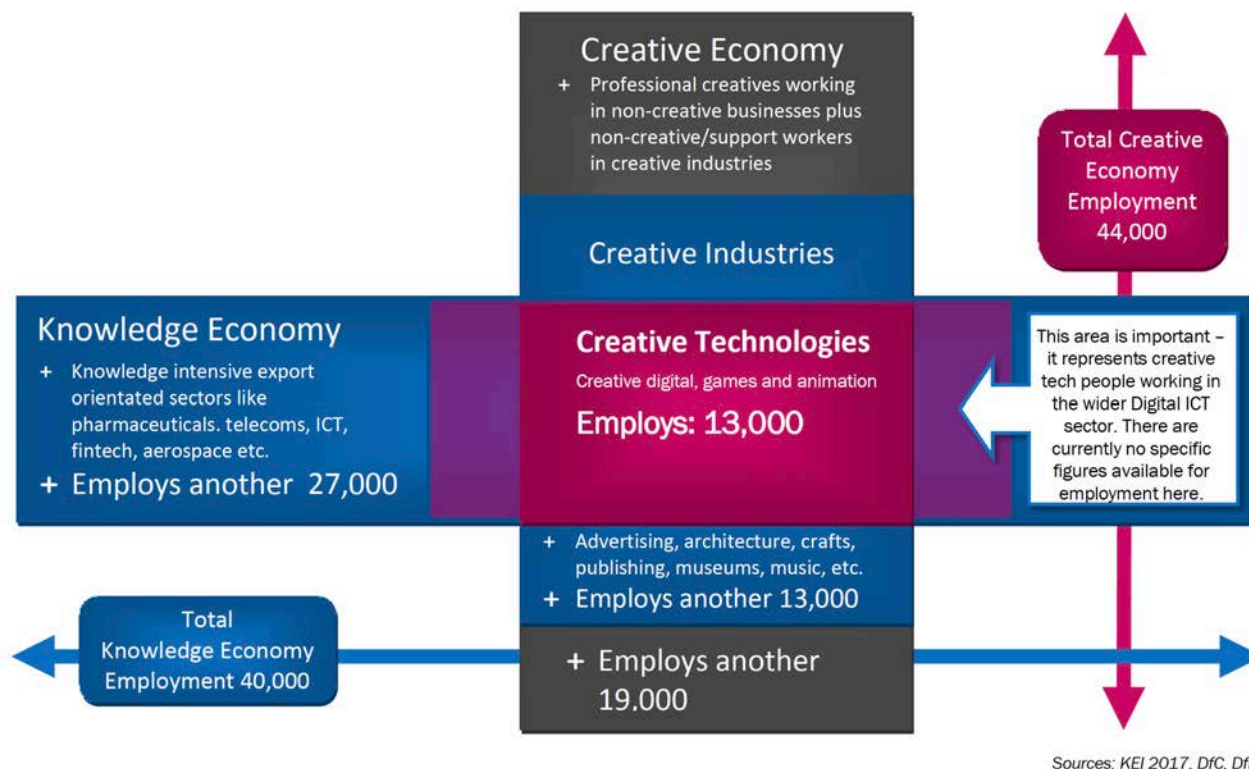 Creative Economy
+ Professional creatives working
in non-creative businesses plus
non-creative/support workers
in creative industries
Total Creative
Economy
Employment
44,000
Creative Industries
Knowledge Economy
+ Knowledge intensive export
orientated sectors like
pharmaceuticals. telecoms, ICT,
fintech, aerospace etc.
+ Employs another 27,000
Creative Technologies
Creative digital, games and animation
Employs: 13,000
This area is important –
it represents creative
tech people working in
the wider Digital ICT
sector. There are
currently no specific
figures available for
employment here.
+ Advertising, architecture, crafts,
publishing, museums, music, etc.
+ Employs another 13,000
Total
Knowledge Economy
Employment 40,000
+ Employs another
19.000
Sources: KEI 2017, DfC,